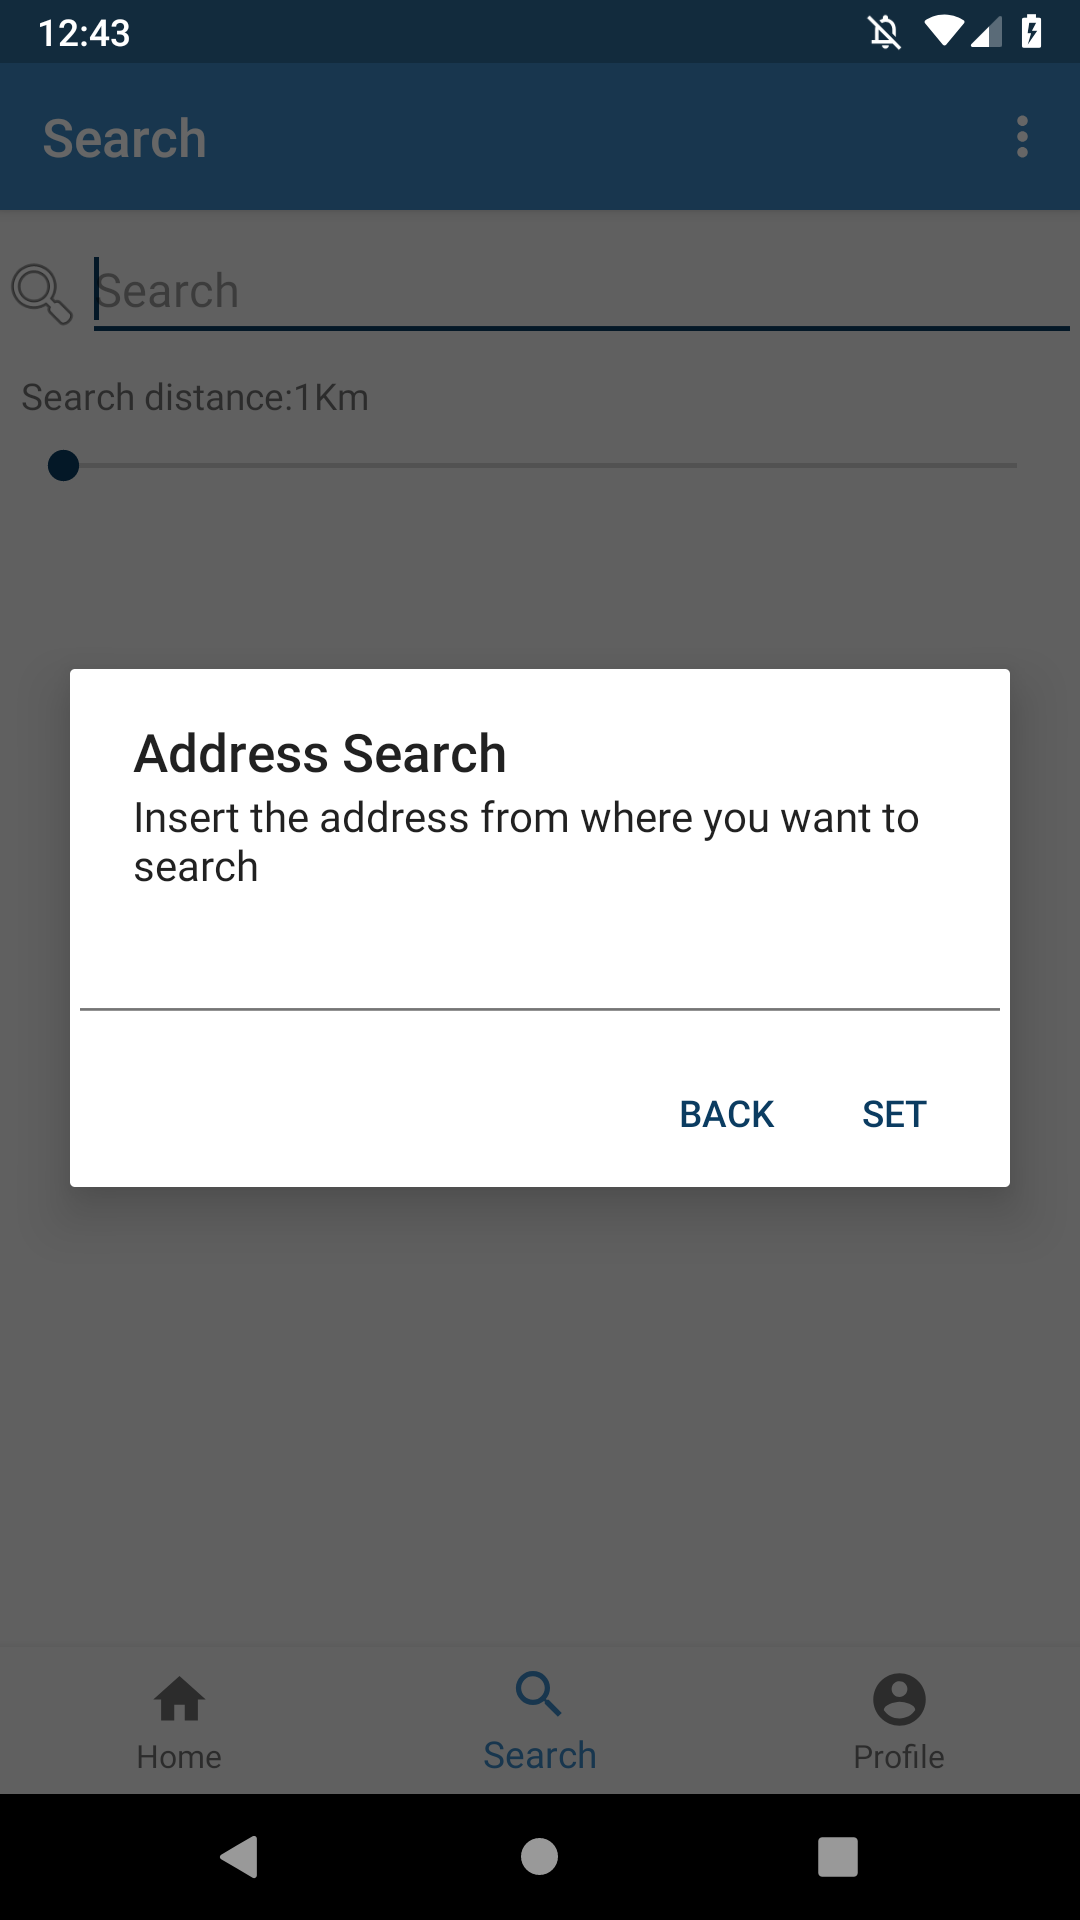 12:43
Search
Search
Search distance:1Km
Address Search
Insert the address from where you want to
search
BACK
SET
Home
Search
Profile